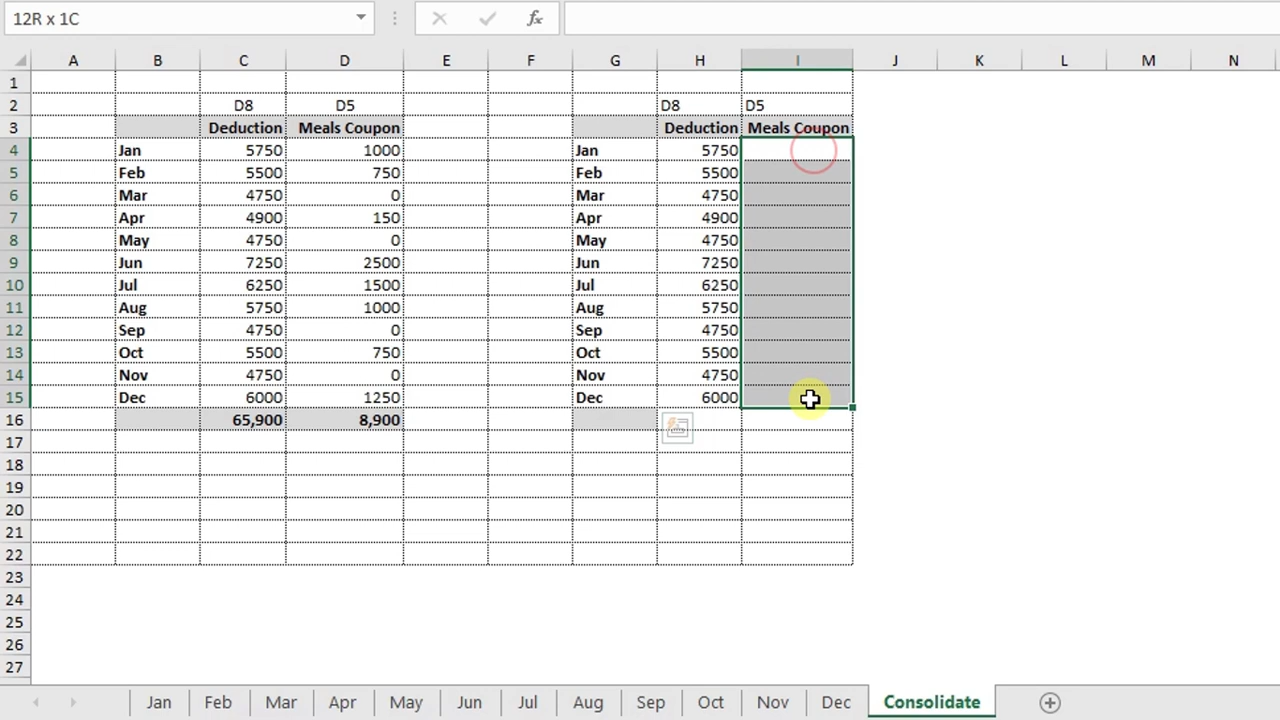 12R x 1C fx
A B C D E F G H I J K L M N
1
2 D8 D5 D8 D5
3 Deduction Meals Coupon Deduction Meals Coupon
4 Jan 5750 1000 Jan 5750
5 Feb 5500 750 Feb 5500
6 Mar 4750 0 Mar 4750
7 Apr 4900 150 Apr 4900
8 May 4750 0 May 4750
9 Jun 7250 2500 Jun 7250
10 Jul 6250 1500 Jul 6250
11 Aug 5750 1000 Aug 5750
12 Sep 4750 0 Sep 4750
13 Oct 5500 750 Oct 5500
14 Nov 4750 0 Nov 4750
15 Dec 6000 1250 Dec 6000
16 65,900 8,900
17
18
19
20
21
22
23
24
25
26
27
Jan Feb Mar Apr May Jun Jul Aug Sep Oct Nov Dec Consolidate